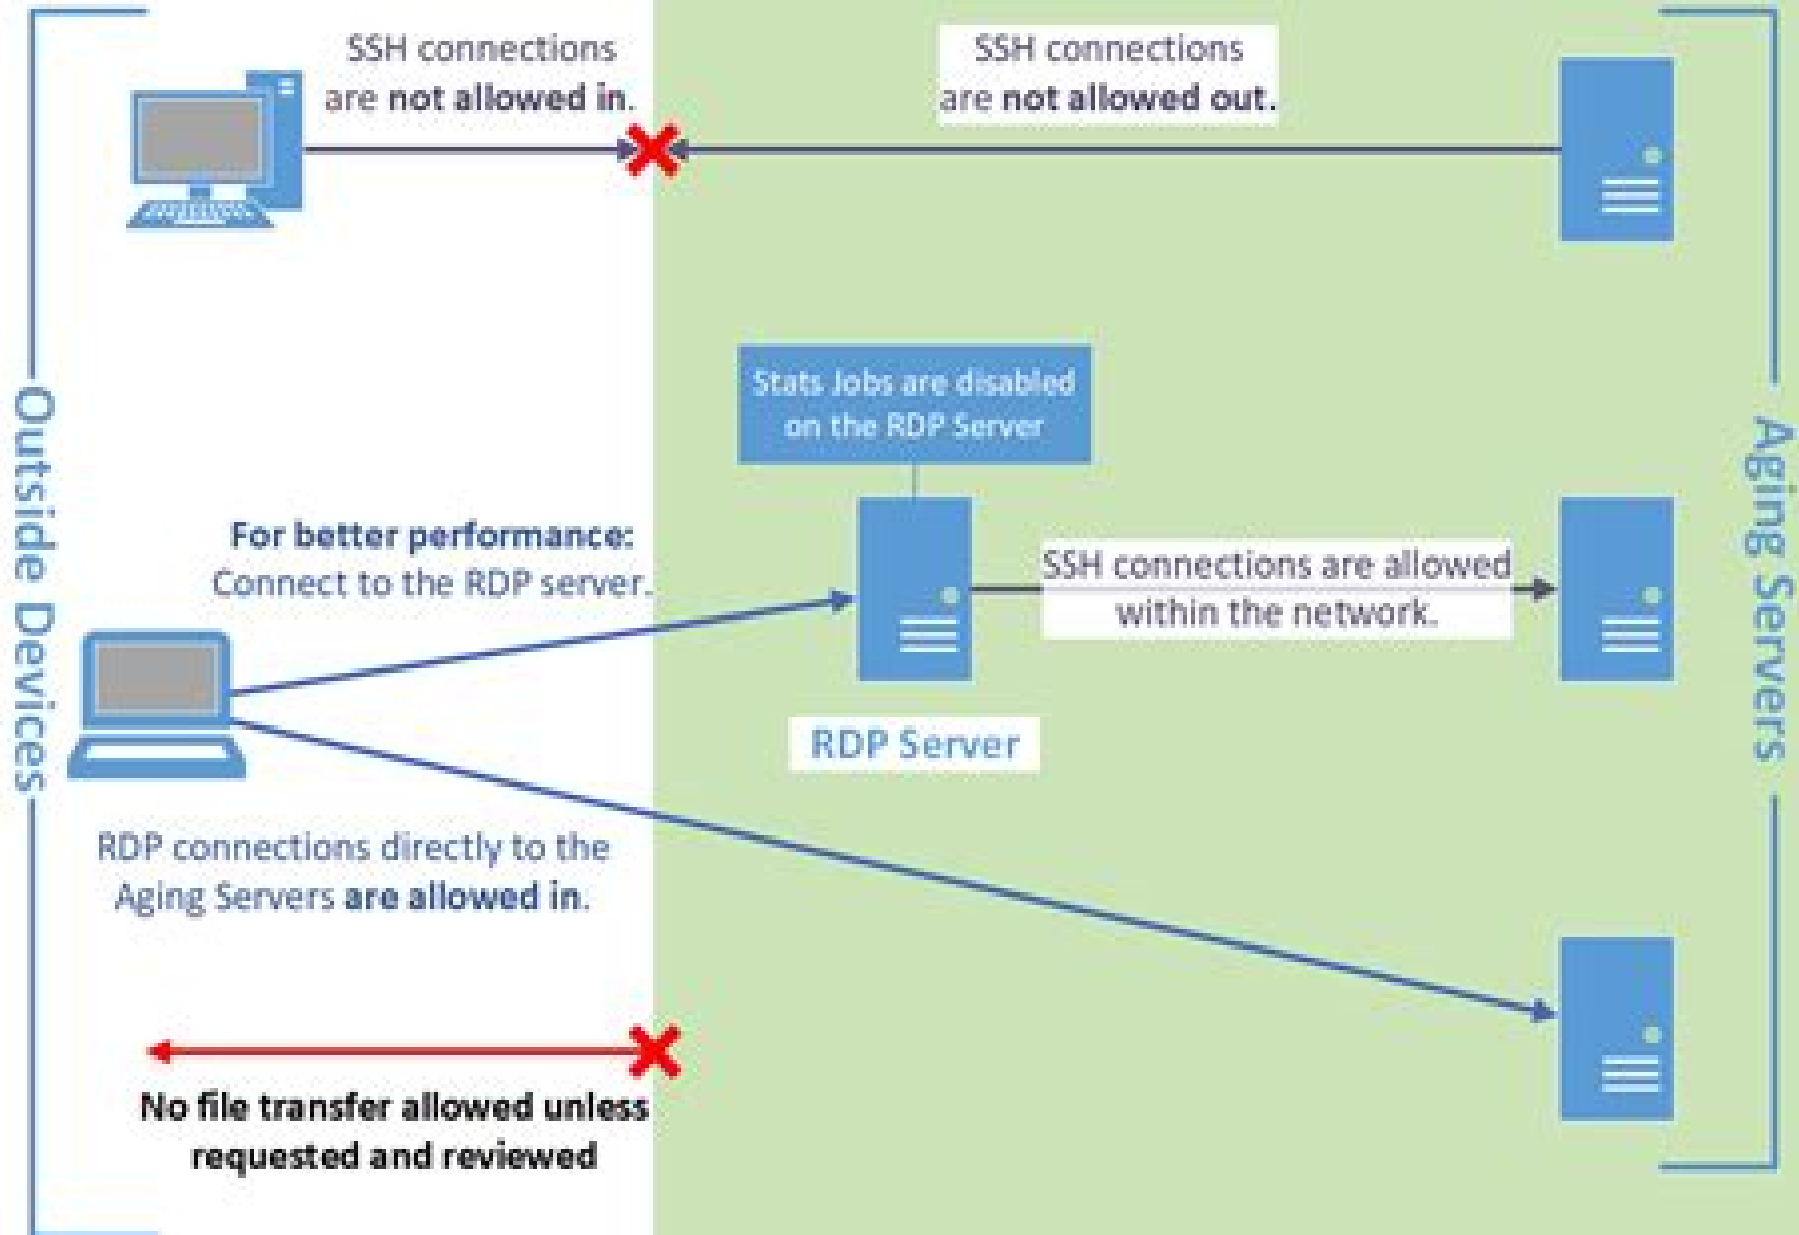 SSH connections
are not allowed in.
SSH connections
are not allowed out.
Outside Devices
Stats Jobs are disabled
on the RDP Server
For better performance:
Connect to the RDP server.
SSH connections are allowed
within the network.
Aging Servers
RDP Server
RDP connections directly to the
Aging Servers are allowed in.
No file transfer allowed unless
requested and reviewed